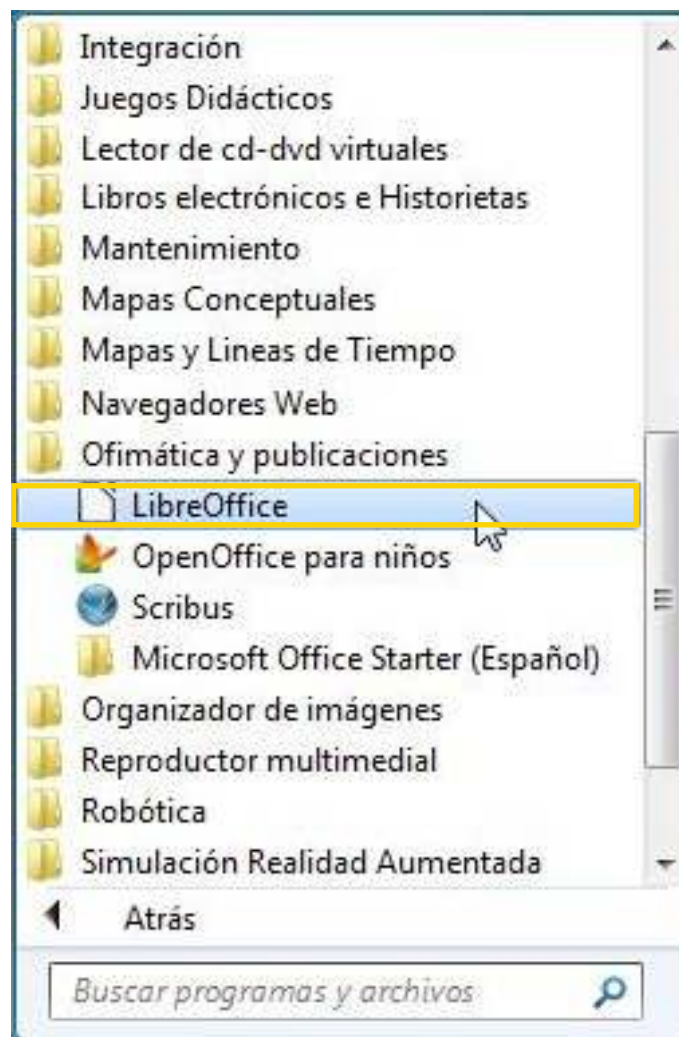 Integración
Juegos Didácticos
Lector de cd-dvd virtuales
Libros electrónicos e Historietas
Mantenimiento
Mapas Conceptuales
Mapas y Lineas de Tiempo
Navegadores Web
Ofimática y publicaciones
LibreOffice
OpenOffice para niños
Scribus
Microsoft Office Starter (Español)
Organizador de imágenes
Reproductor multimedial
Robótica
Simulación Realidad Aumentada
Atrás
Buscar programas y archivos